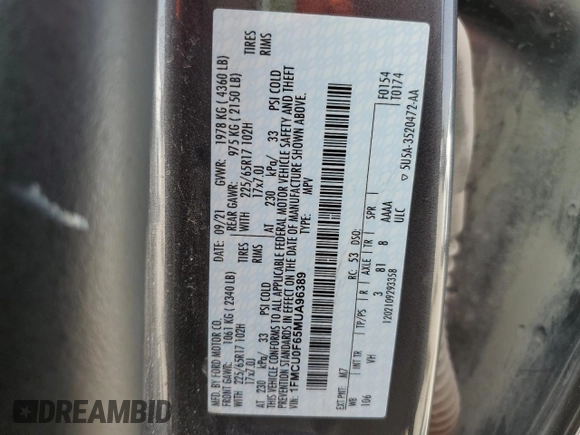 MFD. BY FORD MOTOR CO.
DATE: 09/21 GVWR: 1978 KG ( 4360 LB)
FRONT GAWR: 1061 KG ( 2340 LB) REAR GAWR: 975 KG ( 2150 LB)
WITH 225/65R17 102H TIRES WITH 225/65R17 102H TIRES
17x7.0J RIMS 17x7.0J RIMS
AT 230 kPa/ 33 PSI COLD AT 230 kPa/ 33 PSI COLD
THIS VEHICLE CONFORMS TO ALL APPLICABLE FEDERAL MOTOR VEHICLE SAFETY AND THEFT
PREVENTION STANDARDS IN EFFECT ON THE DATE OF MANUFACTURE SHOWN ABOVE.
VIN: 1FMCU0F65MUA96389 TYPE: MPV
F0154
T0174
EXT PNT: M7 RC: 53 DSO:
WB INT TR TP/PS R AXLE TR SPR
106 VH 3 81 8 AAAA
ULC
1202109293358 5U5A-3520472-AA
DREAMBID